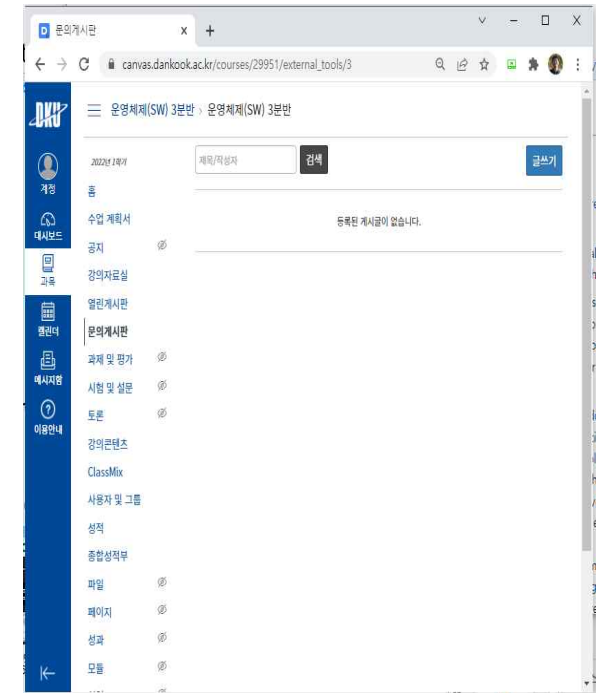 문의게시판
canvas.dankook.ac.kr/courses/29951/external_tools/3
DKU
운영체제(SW) 3분반 › 운영체제(SW) 3분반
2022년 1학기
제목/작성자
검색
글쓰기
등록된 게시글이 없습니다.
계정
대시보드
과목
캘린더
메시지함
이용안내
홈
수업 계획서
공지
강의자료실
열린게시판
문의게시판
과제 및 평가
시험 및 설문
토론
강의콘텐츠
ClassMix
사용자 및 그룹
성적
종합성적부
파일
페이지
성과
모듈